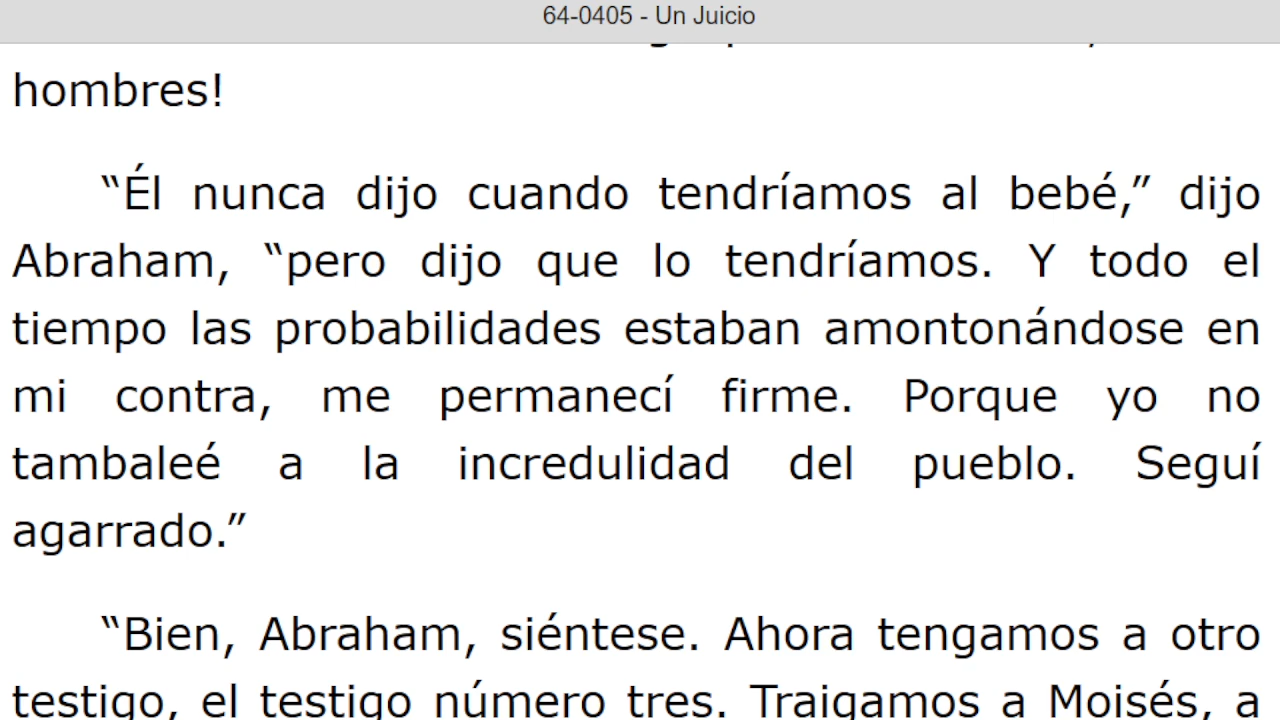 64-0405 - Un Juicio
hombres!
“Él nunca dijo cuando tendríamos al bebé,” dijo
Abraham, “pero dijo que lo tendríamos. Y todo el
tiempo las probabilidades estaban amontonándose en
mi contra, me permanecí firme. Porque yo no
tambaleé a la incredulidad del pueblo. Seguí
agarrado.”
“Bien, Abraham, siéntese. Ahora tengamos a otro
testigo, el testigo número tres. Traigamos a Moisés, a